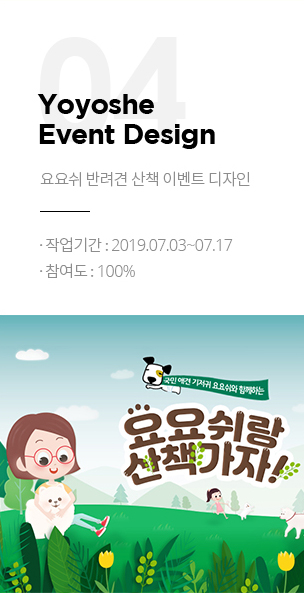 04
Yoyoshe
Event Design
요요쉬 반려견 산책 이벤트 디자인
· 작업기간 : 2019.07.03~07.17
· 참여도 : 100%
국민 애견 기저귀 요요쉬와 함께하는
요요쉬랑
산책가자!